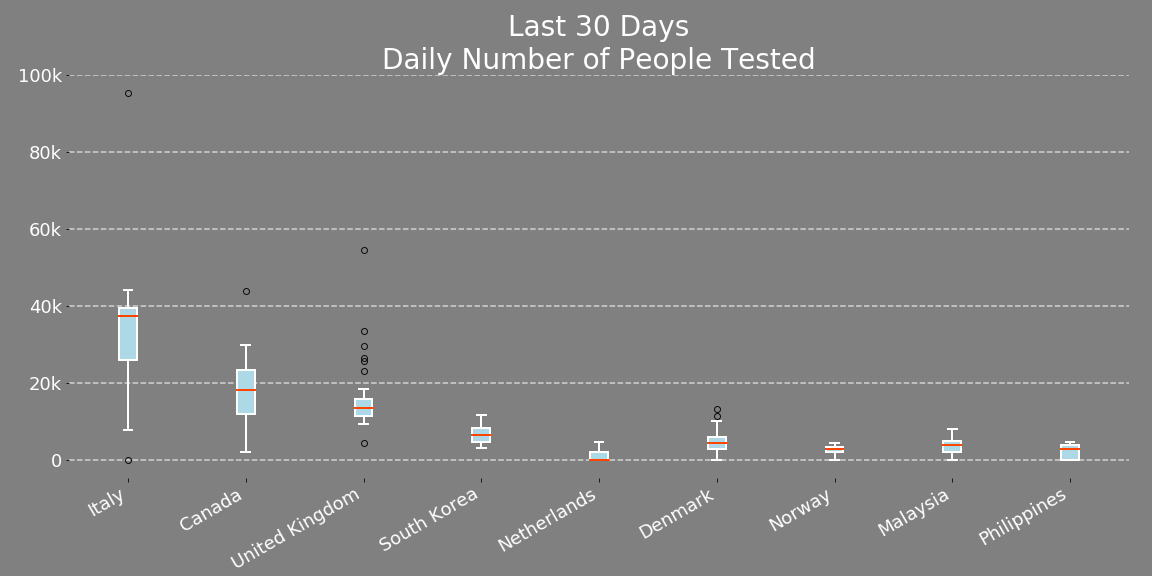 Last 30 Days
Daily Number of People Tested
100k
80k
60k
40k
20k
0
Italy
Canada
United Kingdom
South Korea
Netherlands
Denmark
Norway
Malaysia
Philippines